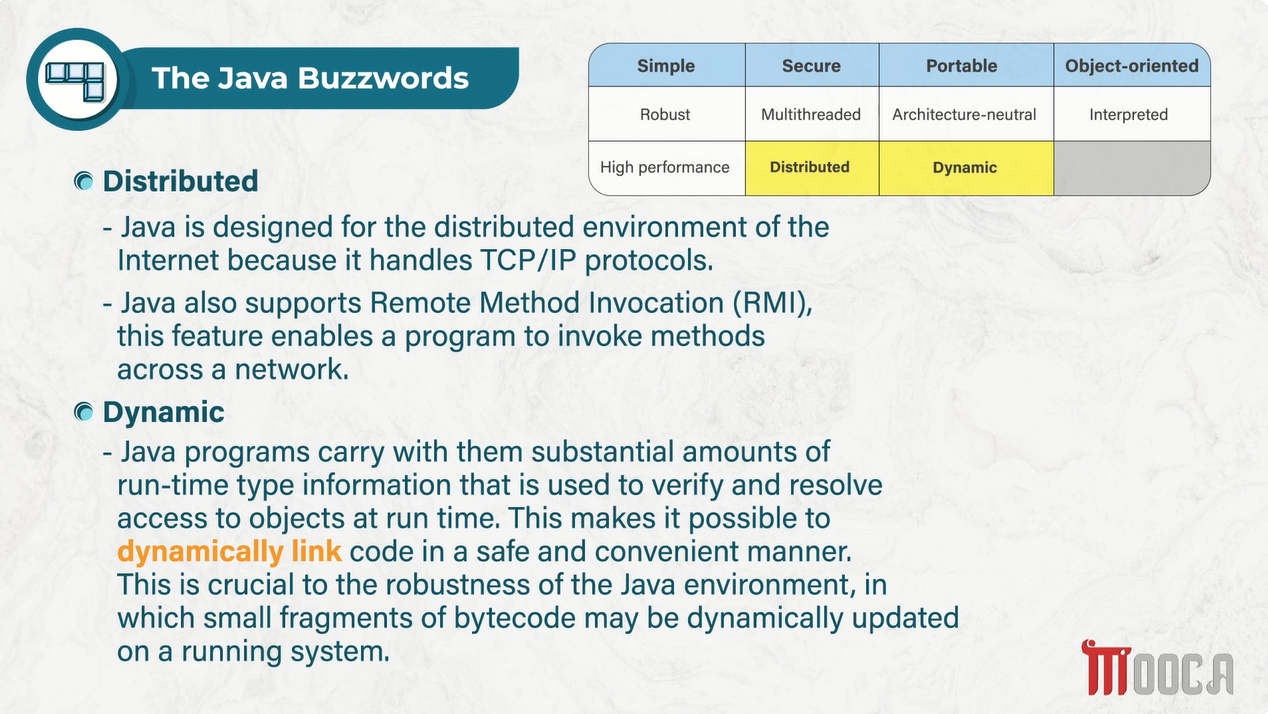 The Java Buzzwords
Simple Secure Portable Object-oriented
Robust Multithreaded Architecture-neutral Interpreted
High performance Distributed Dynamic
Distributed
- Java is designed for the distributed environment of the
Internet because it handles TCP/IP protocols.
- Java also supports Remote Method Invocation (RMI),
this feature enables a program to invoke methods
across a network.
Dynamic
- Java programs carry with them substantial amounts of
run-time type information that is used to verify and resolve
access to objects at run time. This makes it possible to
dynamically link code in a safe and convenient manner.
This is crucial to the robustness of the Java environment, in
which small fragments of bytecode may be dynamically updated
on a running system.
MOOCA